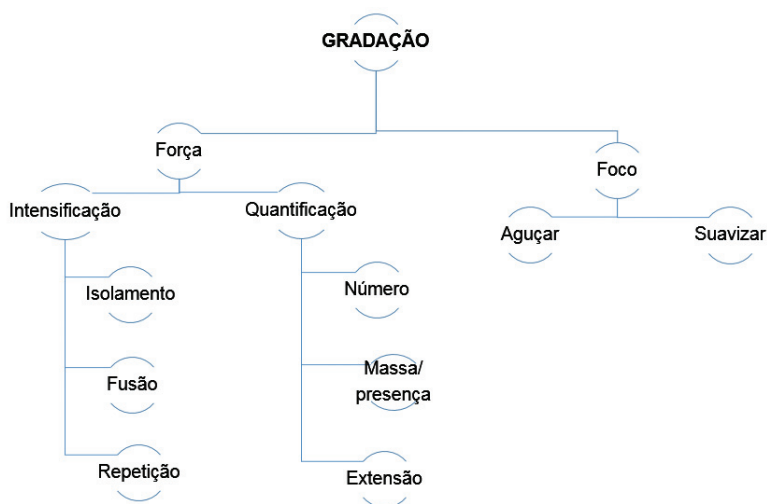 GRADAÇÃO
Força
Foco
Intensificação
Quantificação
Aguçar
Suavizar
Isolamento
Número
Fusão
Massa/
presença
Repetição
Extensão